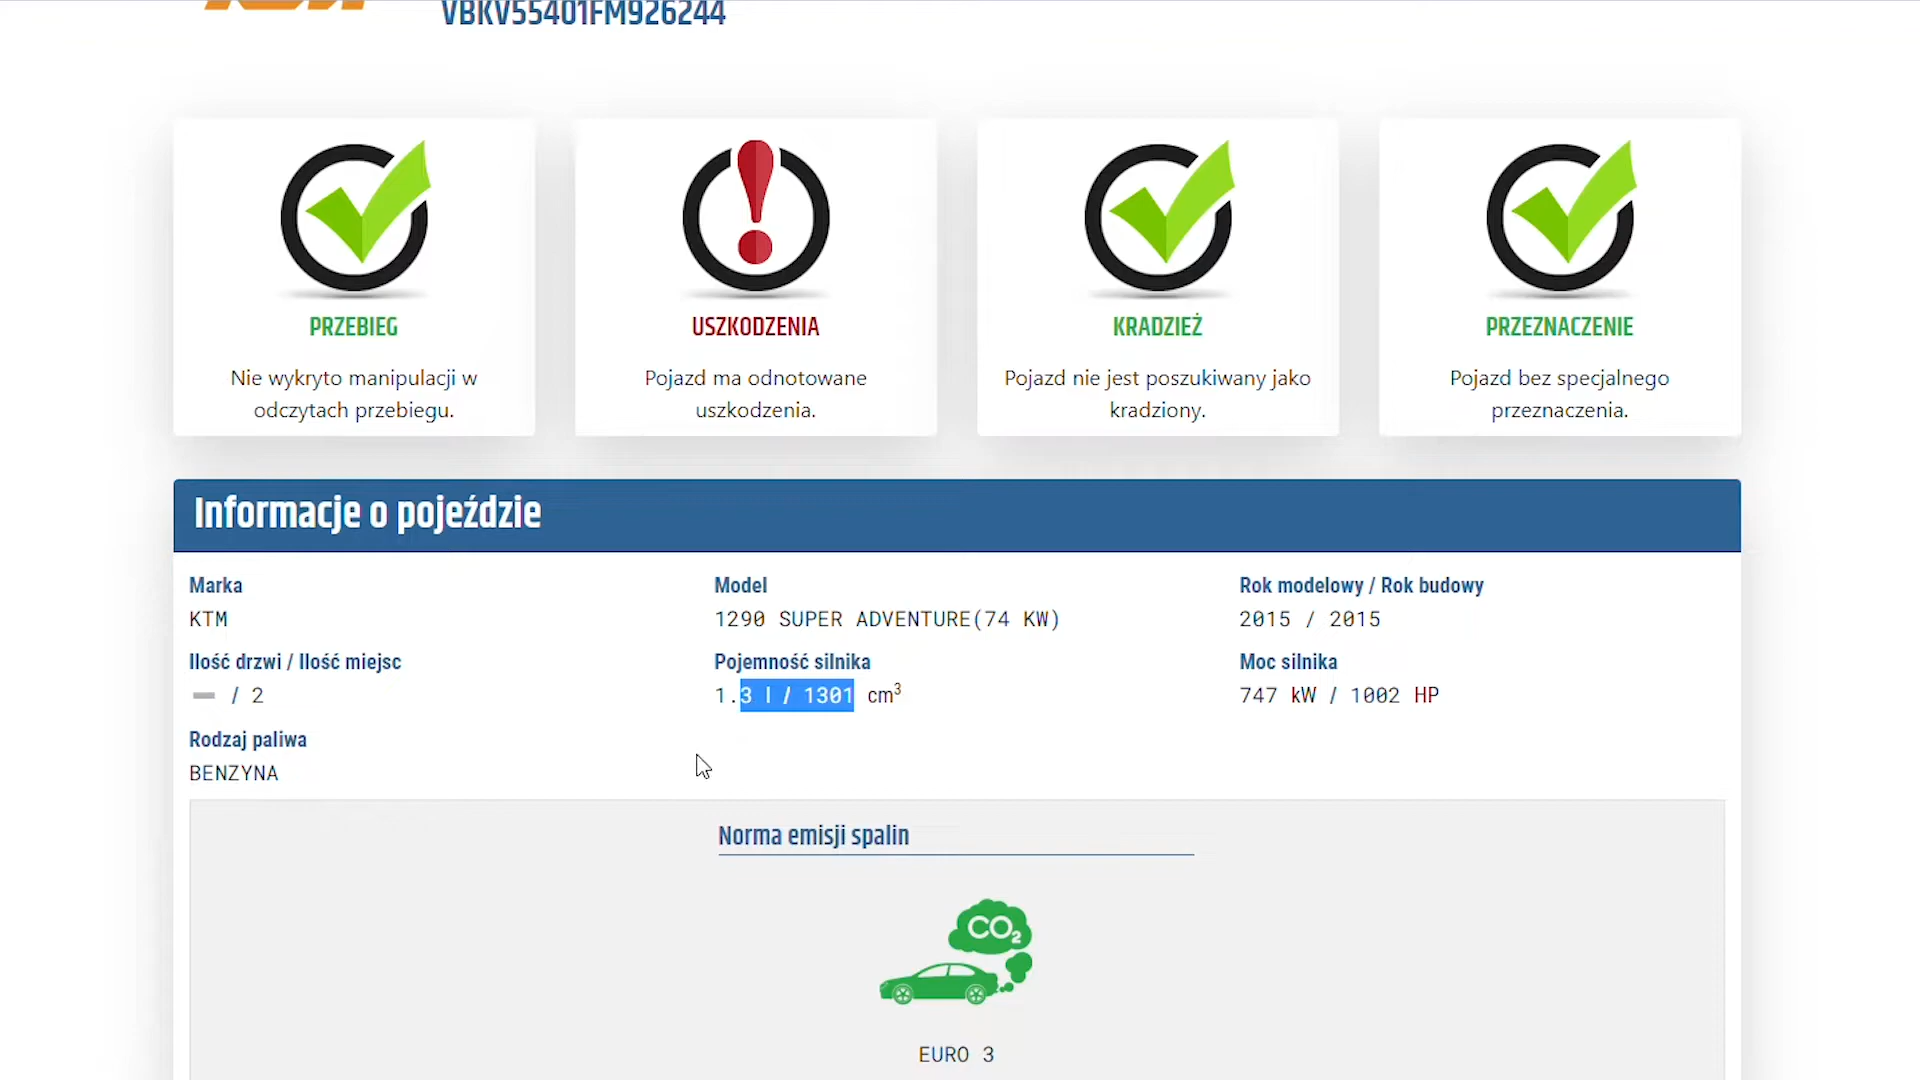 VBKV55401FM926244
PRZEBIEG
Nie wykryto manipulacji w
odczytach przebiegu.
USZKODZENIA
Pojazd ma odnotowane
uszkodzenia.
KRADZIEŻ
Pojazd nie jest poszukiwany jako
kradziony.
PRZEZNACZENIE
Pojazd bez specjalnego
przeznaczenia.
Informacje o pojeździe
Marka
KTM
Model
1290 SUPER ADVENTURE(74 KW)
Rok modelowy / Rok budowy
2015 / 2015
Ilość drzwi / Ilość miejsc
— / 2
Pojemność silnika
1.3 l / 1301 cm³
Moc silnika
747 kW / 1002 HP
Rodzaj paliwa
BENZYNA
Norma emisji spalin
CO₂
EURO 3